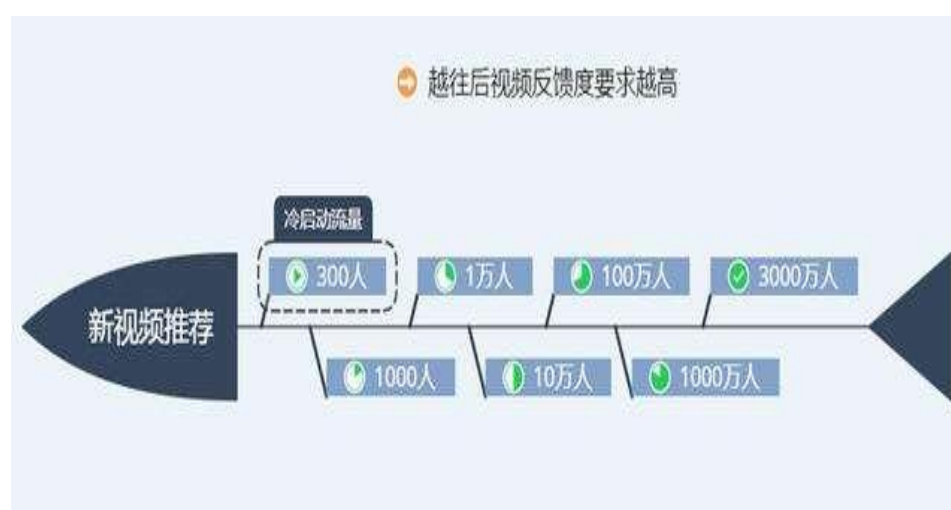 越往后视频反馈度要求越高
冷启动流量
300人
1万人
100万人
3000万人
新视频推荐
1000人
10万人
1000万人